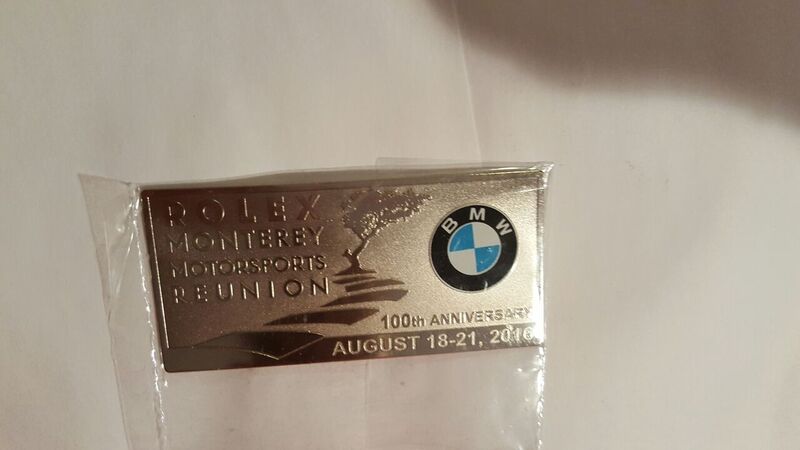 ROLEX
MONTEREY
MOTORSPORTS
REUNION
BMW
100th ANNIVERSARY
AUGUST 18-21, 2016